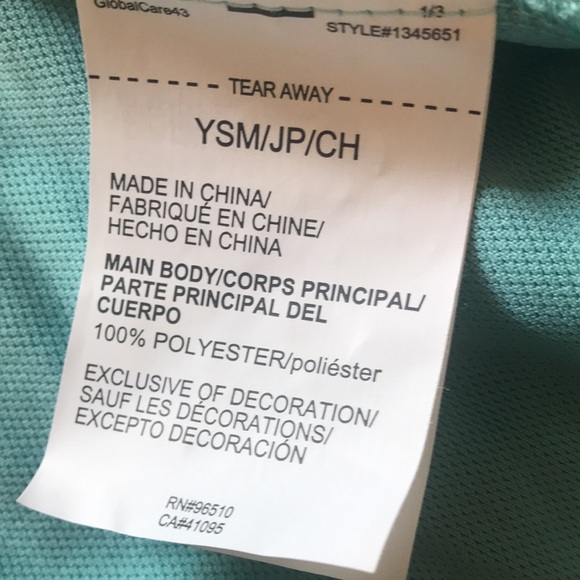 GlobalCare43
1/3
STYLE#1345651
TEAR AWAY
YSM/JP/CH
MADE IN CHINA/
FABRIQUÉ EN CHINE/
HECHO EN CHINA
MAIN BODY/CORPS PRINCIPAL/
PARTE PRINCIPAL DEL
CUERPO
100% POLYESTER/poliéster
EXCLUSIVE OF DECORATION/
SAUF LES DÉCORATIONS/
EXCEPTO DECORACIÓN
RN#96510
CA#41095